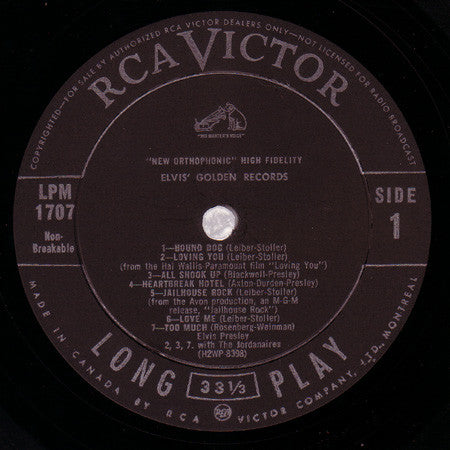 COPYRIGHTED—FOR SALE BY AUTHORIZED RCA VICTOR DEALERS ONLY—NOT LICENSED FOR RADIO BROADCAST
RCA VICTOR
"HIS MASTER'S VOICE"
"NEW ORTHOPHONIC" HIGH FIDELITY
ELVIS' GOLDEN RECORDS
LPM
1707
Non-
Breakable
SIDE
1
1—HOUND DOG (Leiber-Stoller)
2—LOVING YOU (Leiber-Stoller)
(from the Hal Wallis-Paramount film "Loving You")
3—ALL SHOOK UP (Blackwell-Presley)
4—HEARTBREAK HOTEL (Axton-Durden-Presley)
5—JAILHOUSE ROCK (Leiber-Stoller)
(from the Avon production, an M-G-M
release, "Jailhouse Rock")
6—LOVE ME (Leiber-Stoller)
7—TOO MUCH (Rosenberg-Weinman)
Elvis Presley
2, 3, 7, with The Jordanaires
(H2WP-8398)
LONG 33 1/3 PLAY
MADE IN CANADA BY RCA RCA VICTOR COMPANY, LTD. MONTREAL